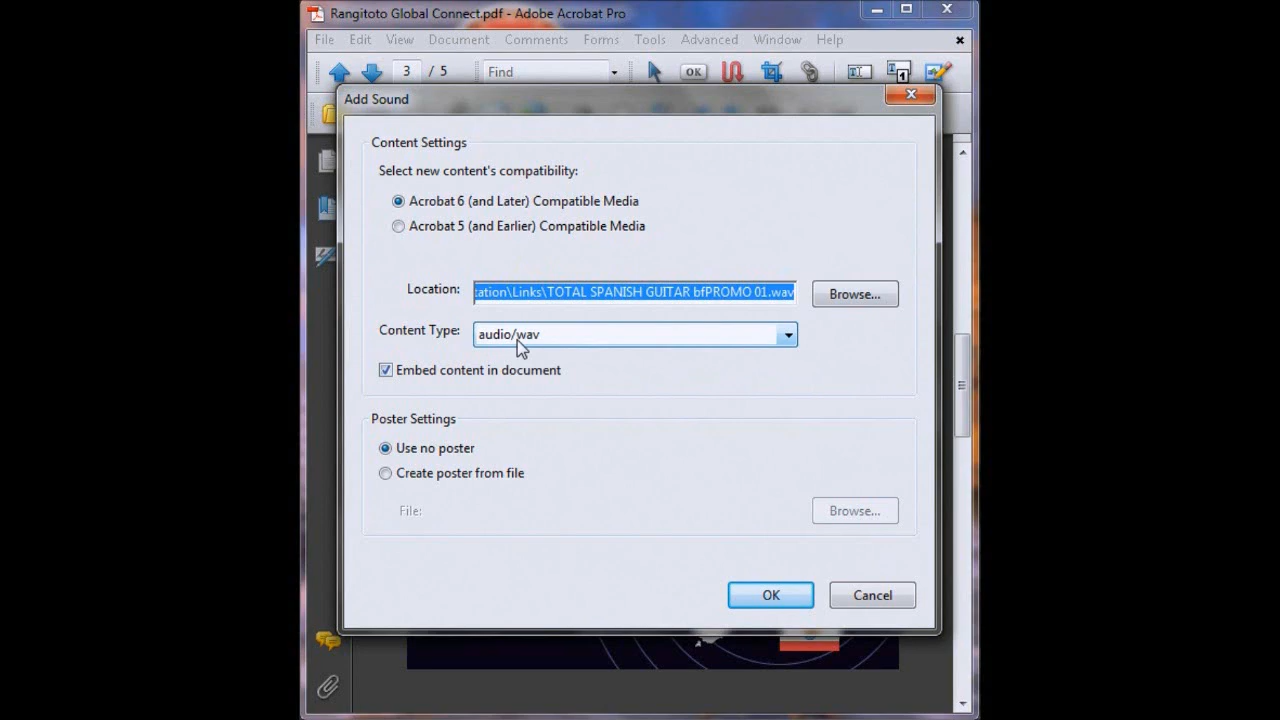 Rangitoto Global Connect.pdf - Adobe Acrobat Pro
File Edit View Document Comments Forms Tools Advanced Window Help
3 / 5 Find OK 1
Add Sound
Content Settings
Select new content's compatibility:
Acrobat 6 (and Later) Compatible Media
Acrobat 5 (and Earlier) Compatible Media
Location: tation\Links\TOTAL SPANISH GUITAR bfPROMO 01.wav Browse...
Content Type: audio/wav
Embed content in document
Poster Settings
Use no poster
Create poster from file
File: Browse...
OK Cancel